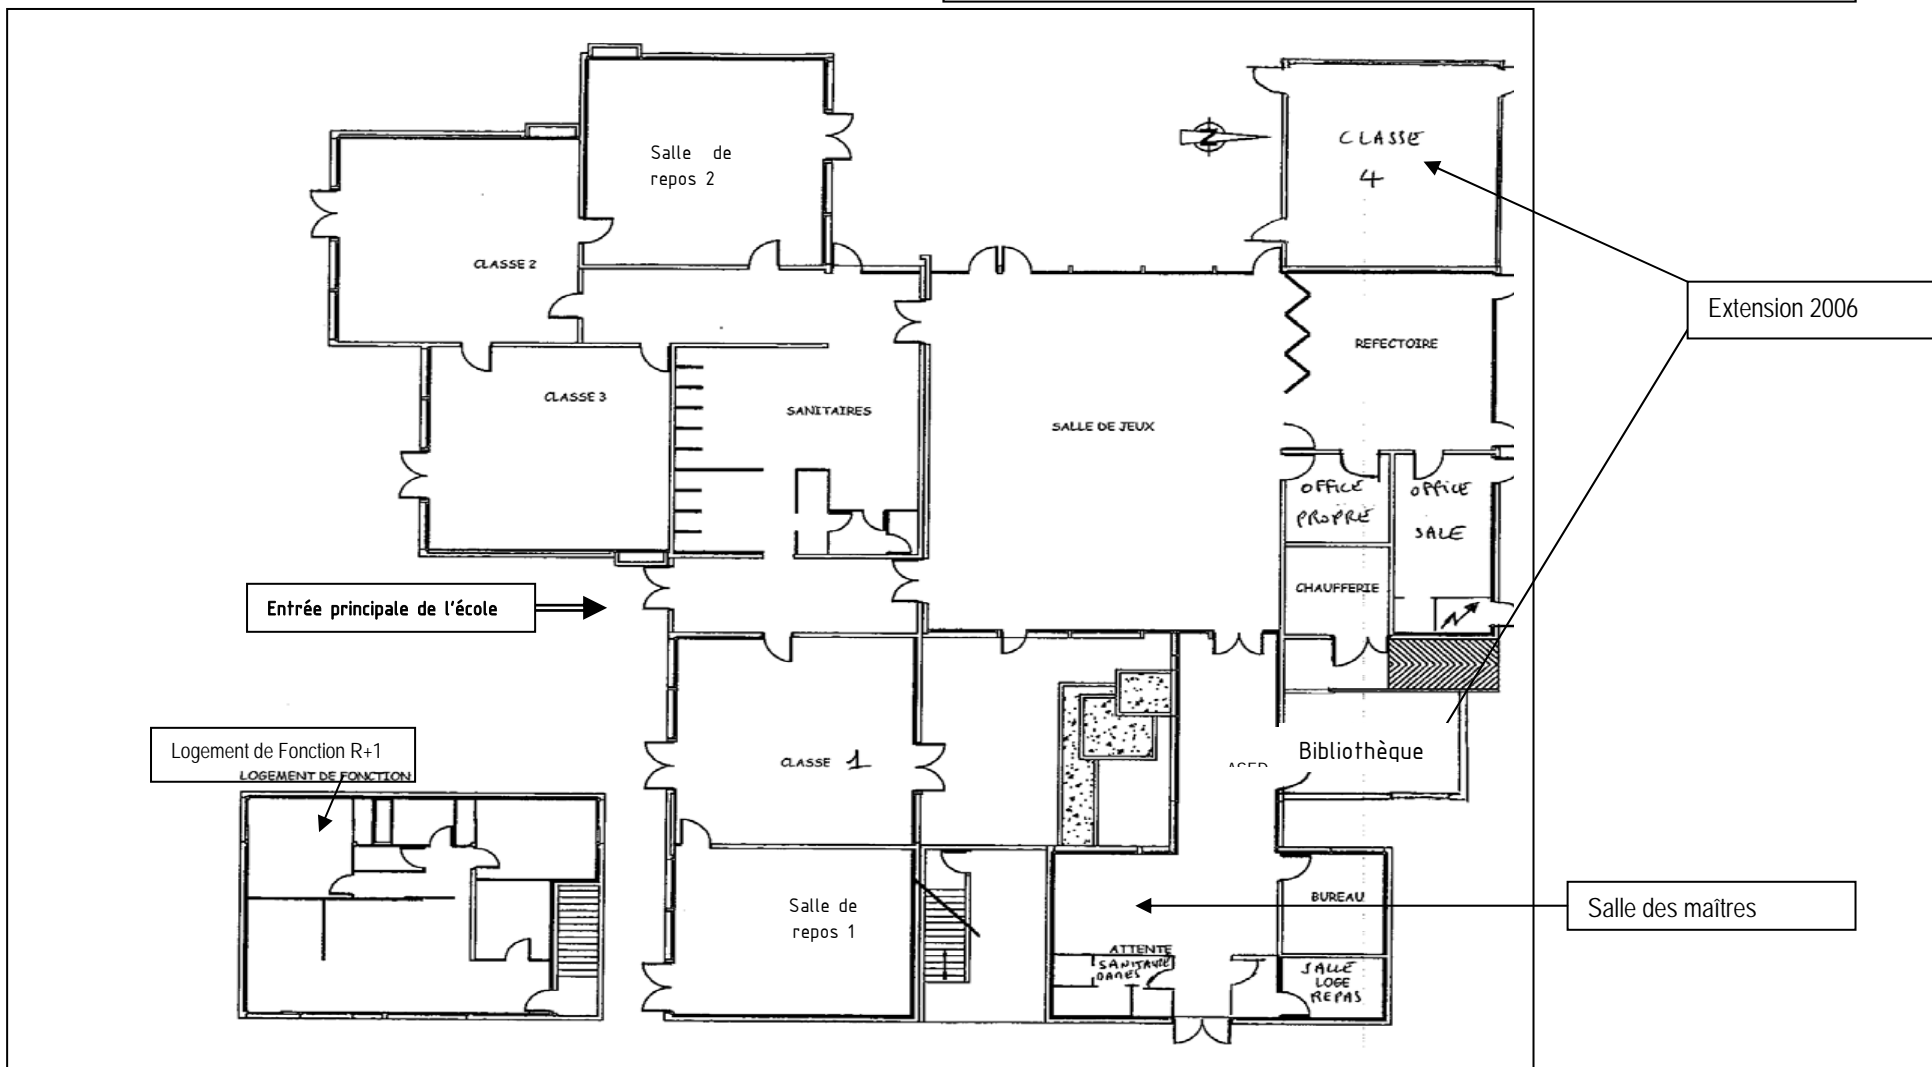 Salle de
repos 2
CLASSE
4
CLASSE 2
Extension 2006
REFECTOIRE
CLASSE 3
SANITAIRES
SALLE DE JEUX
OFFICE
PROPRE
OFFICE
SALE
CHAUFFERIE
Entrée principale de l'école
Logement de Fonction R+1
LOGEMENT DE FONCTION
CLASSE 1
Bibliothèque
BUREAU
Salle des maîtres
Salle de
repos 1
ATTENTE
SANITAIRE
DAMES
SALLE
LOGE
REPAS